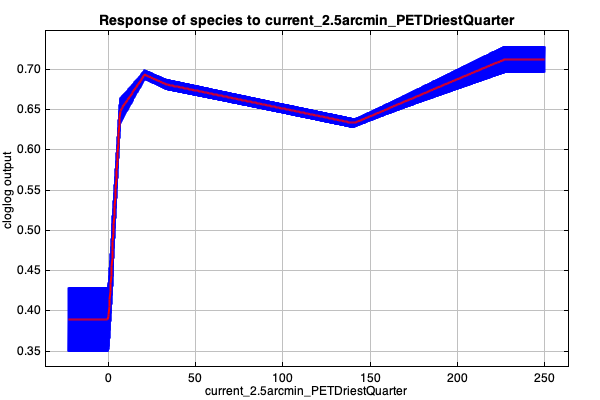 Response of species to current_2.5arcmin_PETDriestQuarter
cloglog output
0.70
0.65
0.60
0.55
0.50
0.45
0.40
0.35
0 50 100 150 200 250
current_2.5arcmin_PETDriestQuarter